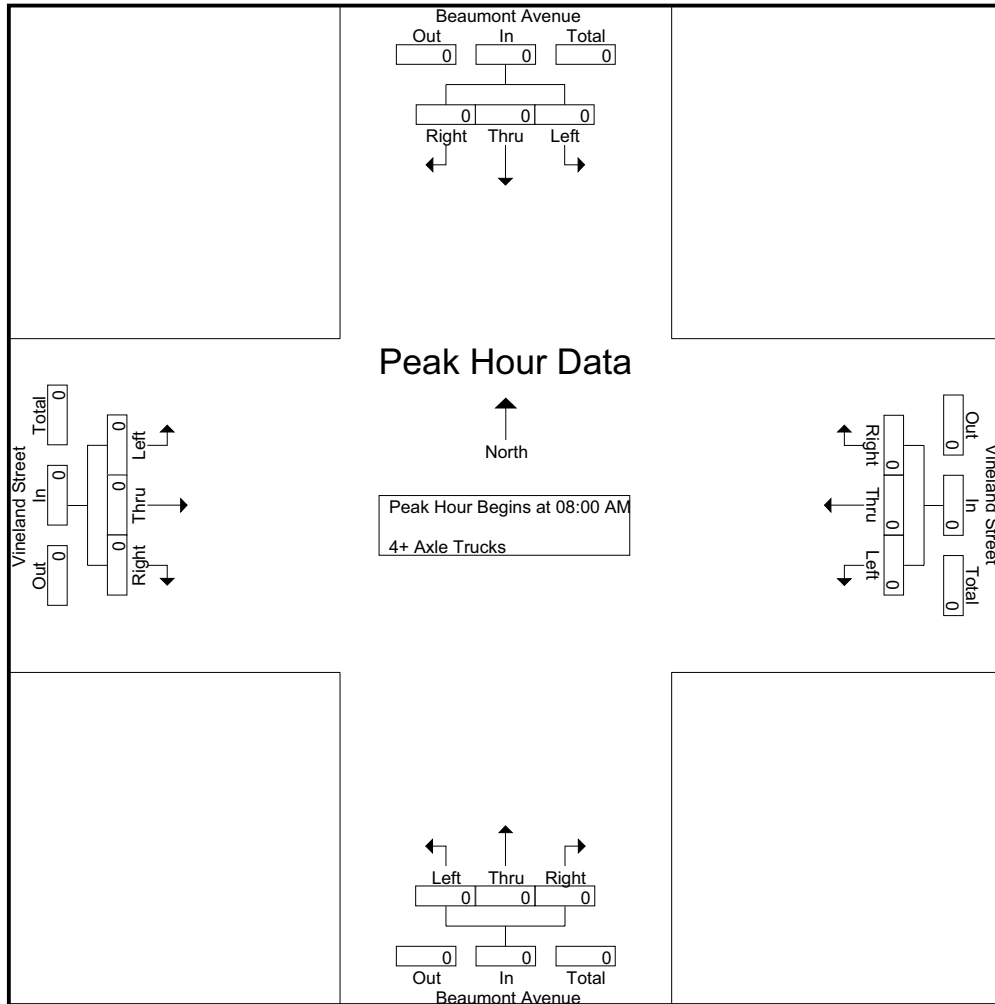 Beaumont Avenue
Out In Total
0 0 0
0 0 0
Right Thru Left
Peak Hour Data
North
Peak Hour Begins at 08:00 AM
4+ Axle Trucks
Vineland Street
Total In Out
0 0 0
0 0 0
Left Thru Right
Right Thru Left
0 0 0
0 0 0
Out In Total
Vineland Street
Left Thru Right
0 0 0
0 0 0
Out In Total
Beaumont Avenue